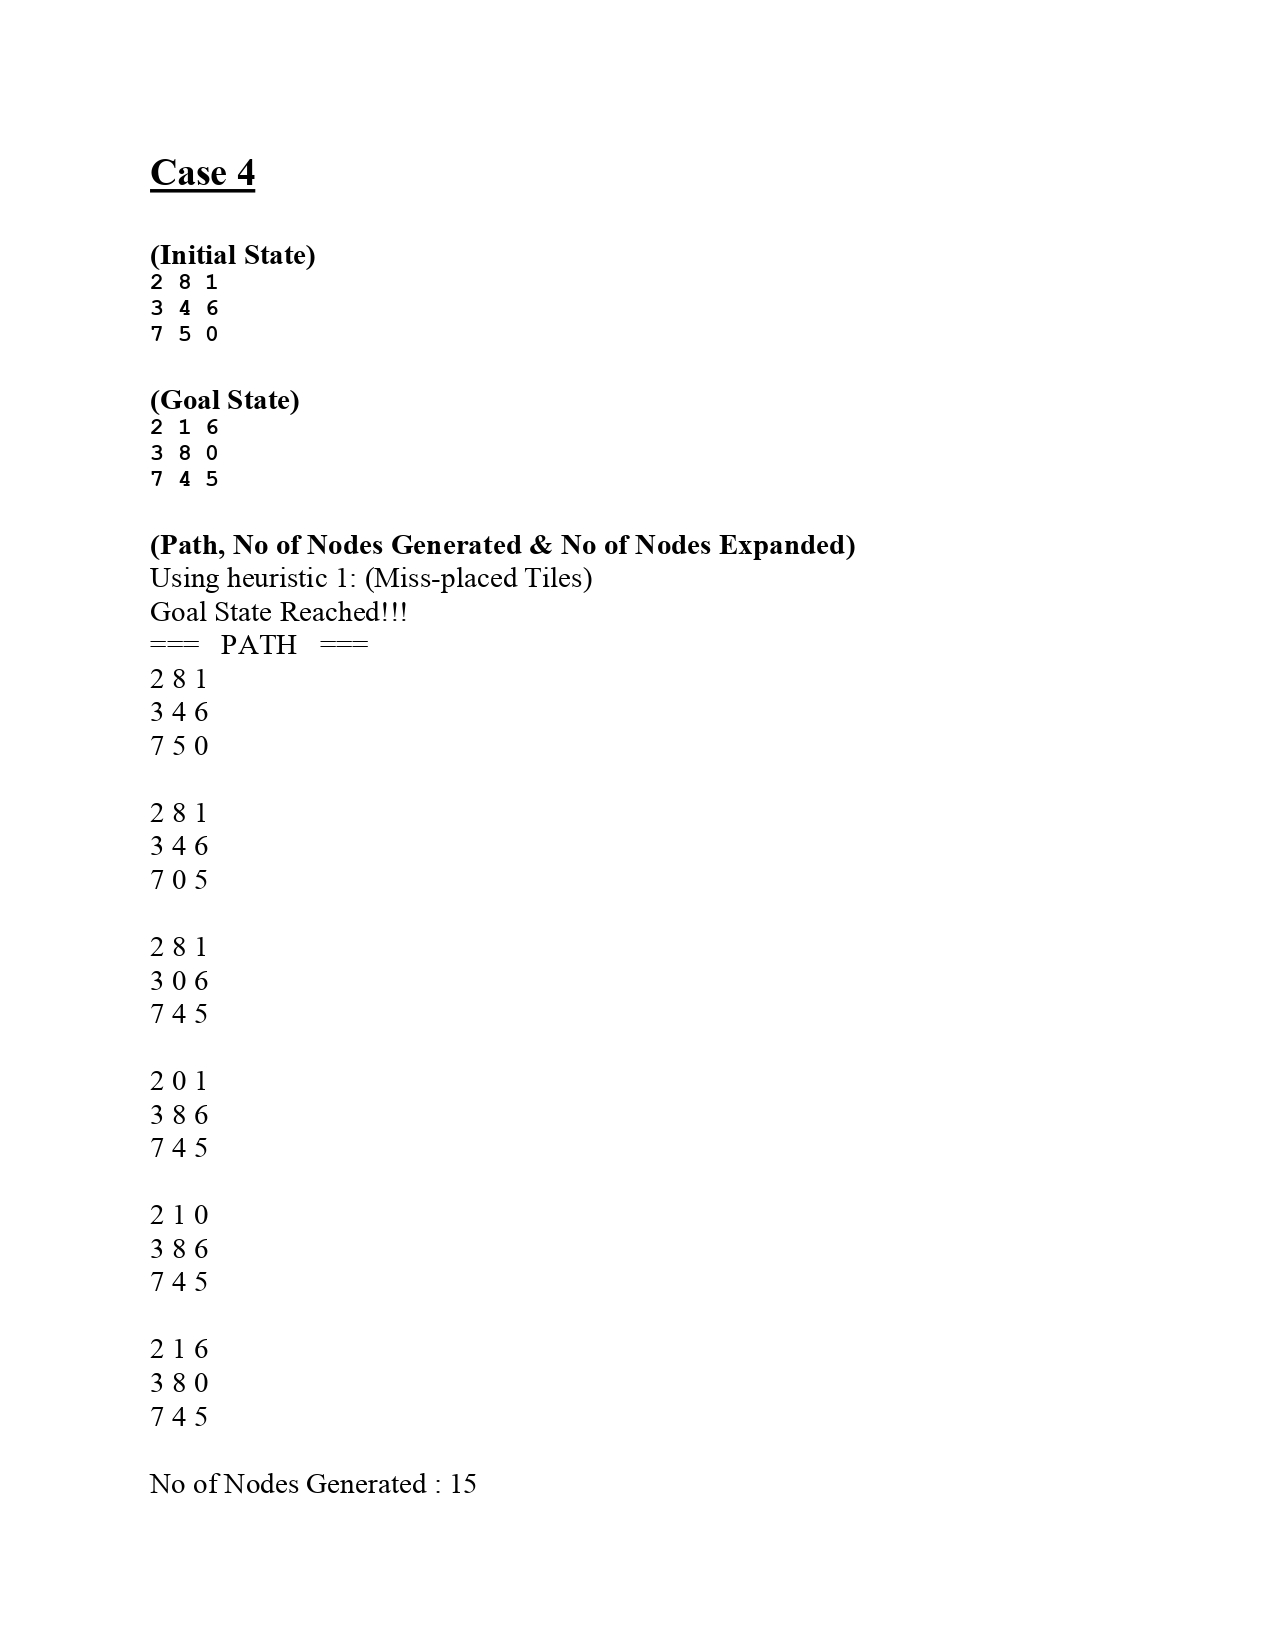 Case 4
(Initial State)
2 8 1
3 4 6
7 5 0
(Goal State)
2 1 6
3 8 0
7 4 5
(Path, No of Nodes Generated & No of Nodes Expanded)
Using heuristic 1: (Miss-placed Tiles)
Goal State Reached!!!
=== PATH ===
2 8 1
3 4 6
7 5 0
2 8 1
3 4 6
7 0 5
2 8 1
3 0 6
7 4 5
2 0 1
3 8 6
7 4 5
2 1 0
3 8 6
7 4 5
2 1 6
3 8 0
7 4 5
No of Nodes Generated : 15